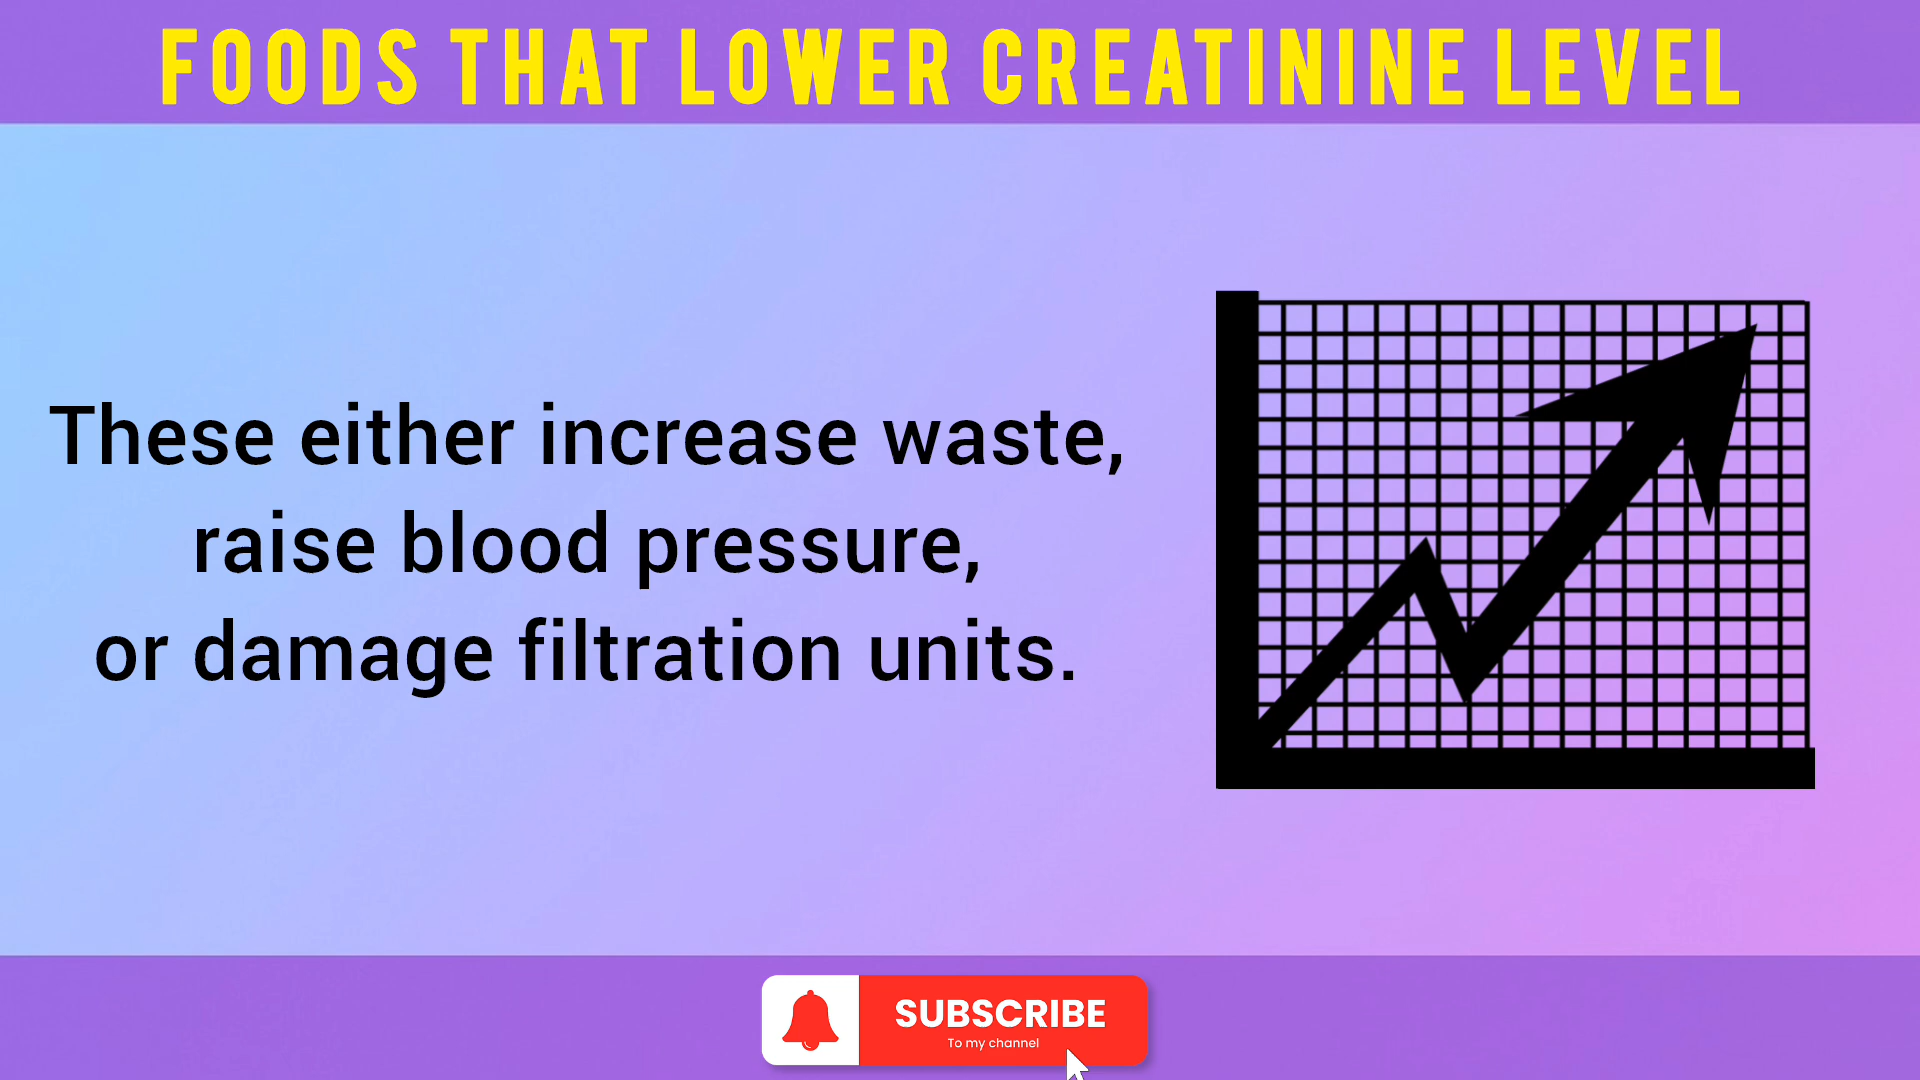 FOODS THAT LOWER CREATININE LEVEL
These either increase waste,
raise blood pressure,
or damage filtration units.
SUBSCRIBE
To my channel